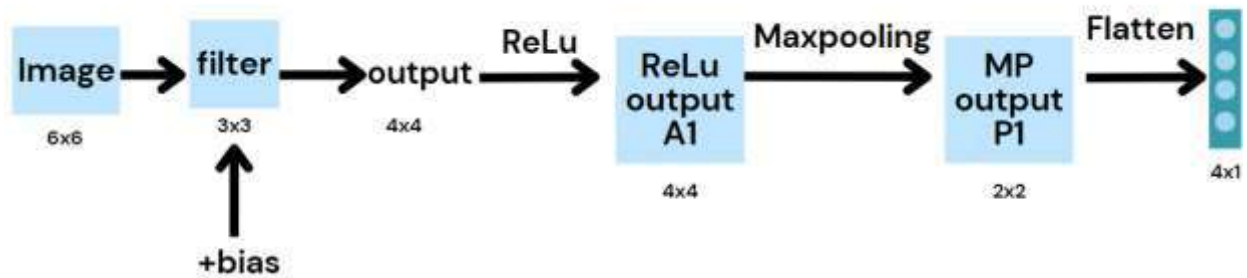 Image
6x6
filter
3x3
+bias
output
4x4
ReLu
ReLu
output
A1
4x4
Maxpooling
MP
output
P1
2x2
Flatten
4x1